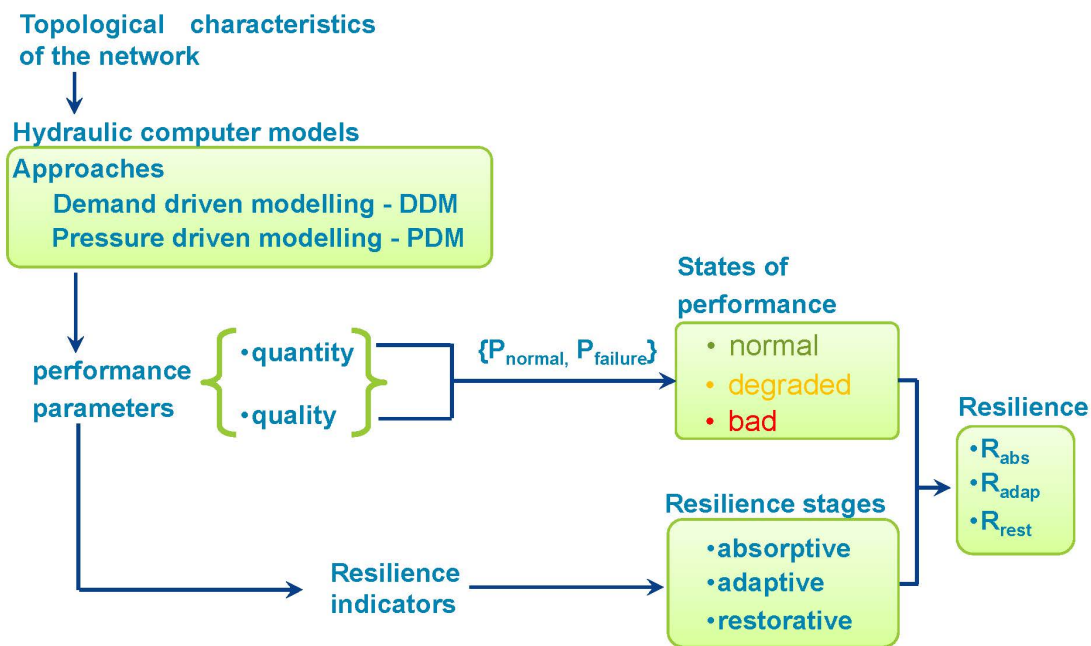 Topological characteristics
of the network
Hydraulic computer models
Approaches
Demand driven modelling - DDM
Pressure driven modelling - PDM
performance
parameters
•quantity
•quality
{Pnormal, Pfailure}
States of
performance
• normal
• degraded
• bad
Resilience
indicators
Resilience stages
•absorptive
•adaptive
•restorative
Resilience
•Rabs
•Radap
•Rrest